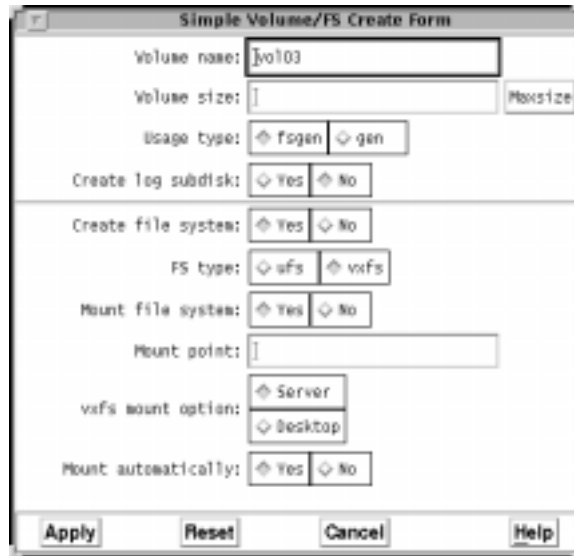 Simple Volume/FS Create Form
Volume name: vol03
Volume size: Maxsize
Usage type: fsgen gen
Create log subdisk: Yes No
Create file system: Yes No
FS type: ufs vxfs
Mount file system: Yes No
Mount point:
vxfs mount option: Server
Desktop
Mount automatically: Yes No
Apply Reset Cancel Help